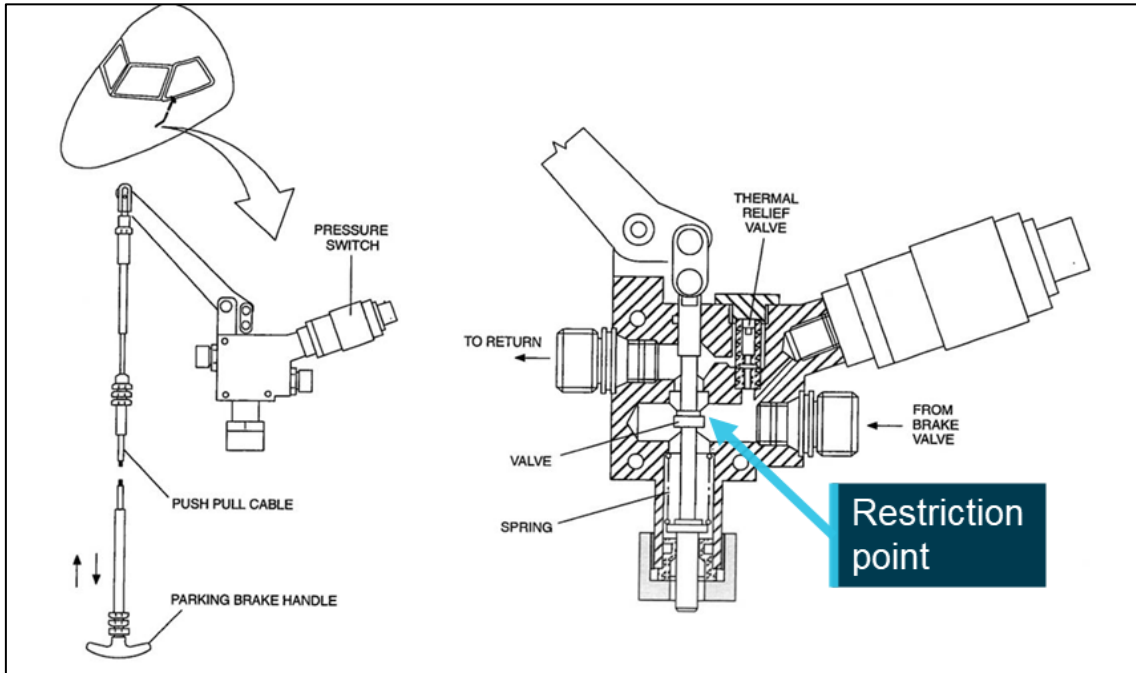 PRESSURE
SWITCH
PUSH PULL CABLE
PARKING BRAKE HANDLE
THERMAL
RELIEF
VALVE
TO RETURN
FROM
BRAKE
VALVE
VALVE
SPRING
Restriction
point